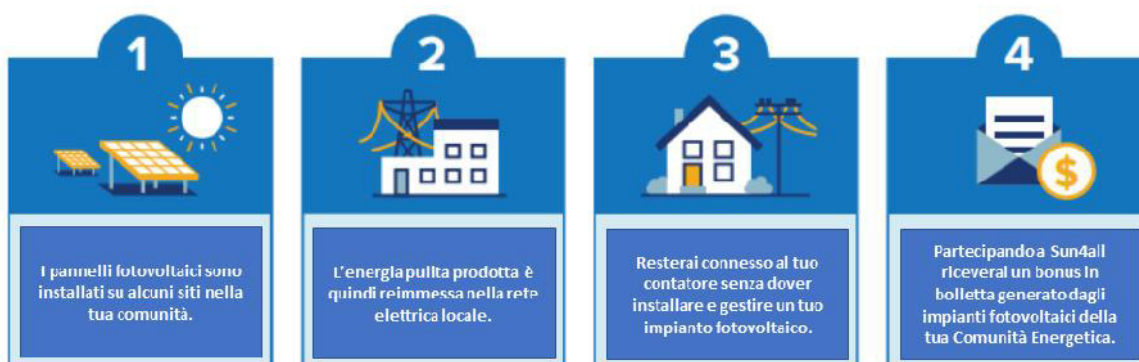 1
I pannelli fotovoltaici sono
installati su alcuni siti nella
tua comunità.
2
L'energia pulita prodotta è
quindi reimmessa nella rete
elettrica locale.
3
Resterai connesso al tuo
contatore senza dover
installare e gestire un tuo
impianto fotovoltaico.
4
$
Partecipando a Sun4all
riceverai un bonus in
bolletta generato dagli
impianti fotovoltaici della
tua Comunità Energetica.